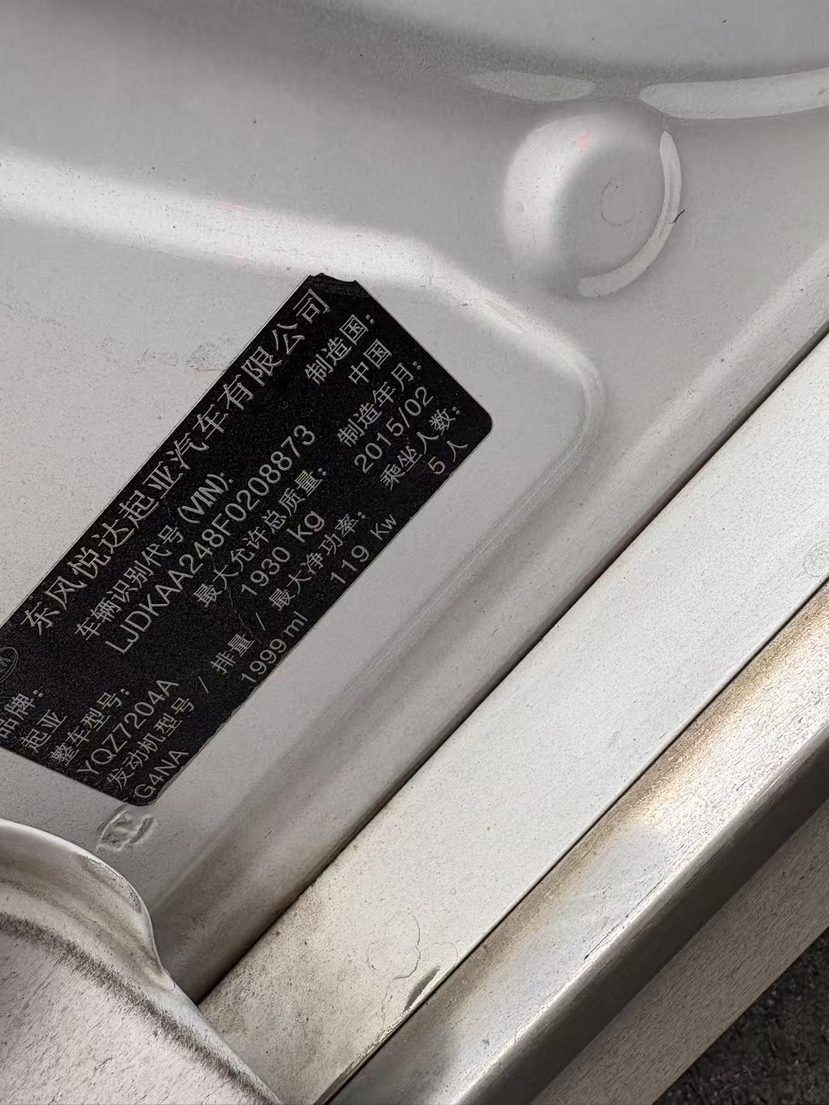 东风悦达起亚汽车有限公司
品牌:
起亚
车辆识别代号(VIN):
LJDKAA248F0208873
制造国:
中国
整车型号:
YQZ7204A
最大允许总质量:
1930 kg
制造年月:
2015/02
发动机型号 / 排量 / 最大净功率:
G4NA 1999 ml 119 Kw
乘坐人数:
5 人